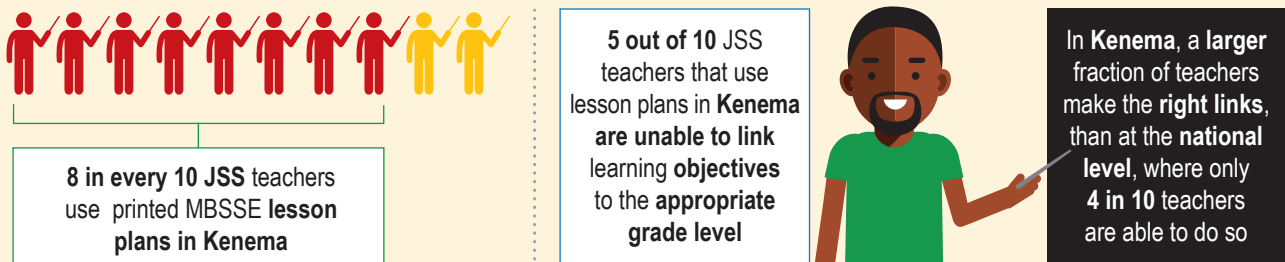 8 in every 10 JSS teachers
use printed MBSSE lesson
plans in Kenema
5 out of 10 JSS
teachers that use
lesson plans in Kenema
are unable to link
learning objectives
to the appropriate
grade level
In Kenema, a larger
fraction of teachers
make the right links,
than at the national
level, where only
4 in 10 teachers
are able to do so